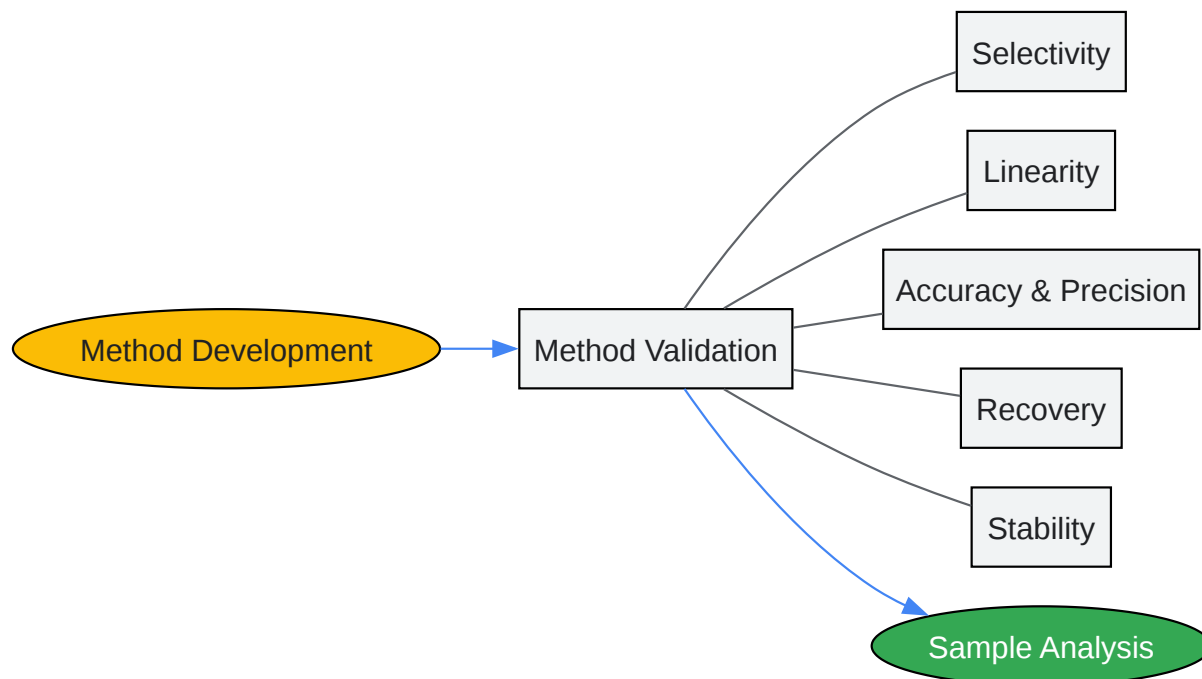 Selectivity
Linearity
Accuracy & Precision
Method Development
Method Validation
Recovery
Stability
Sample Analysis